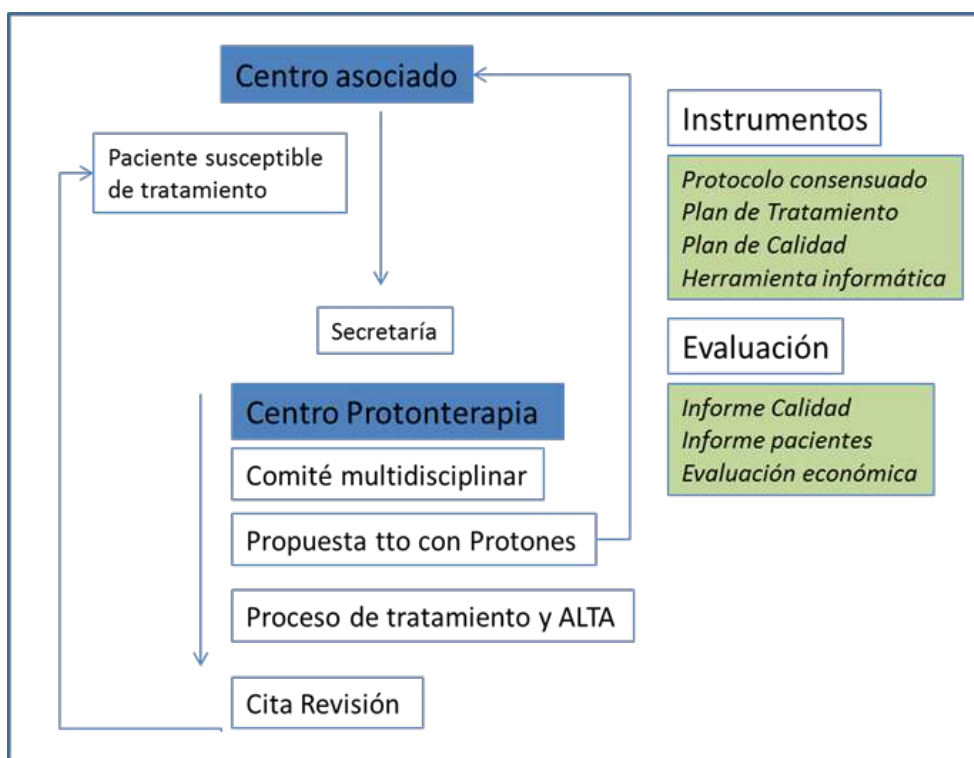 Centro asociado
Paciente susceptible
de tratamiento
Secretaría
Centro Protonterapia
Comité multidisciplinar
Propuesta tto con Protones
Proceso de tratamiento y ALTA
Cita Revisión
Instrumentos
Protocolo consensuado
Plan de Tratamiento
Plan de Calidad
Herramienta informática
Evaluación
Informe Calidad
Informe pacientes
Evaluación económica